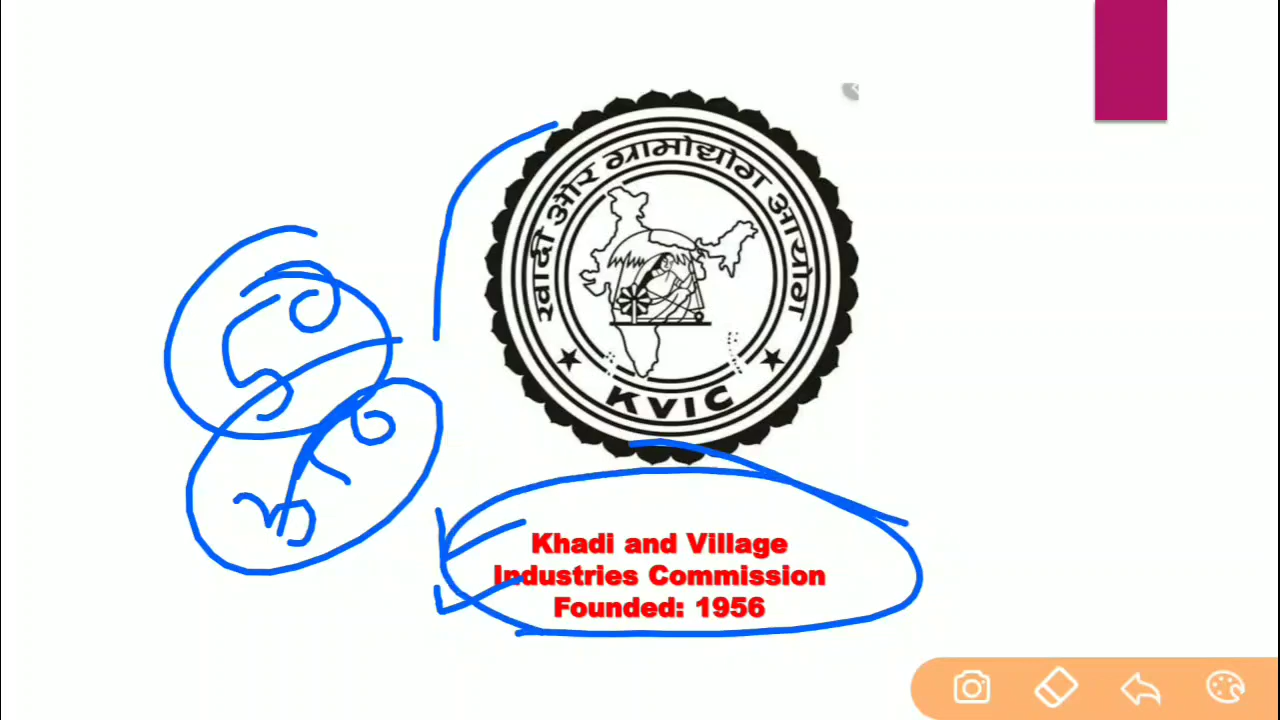 खादी और ग्रामोद्योग आयोग
KVIC
Khadi and Village
Industries Commission
Founded: 1956